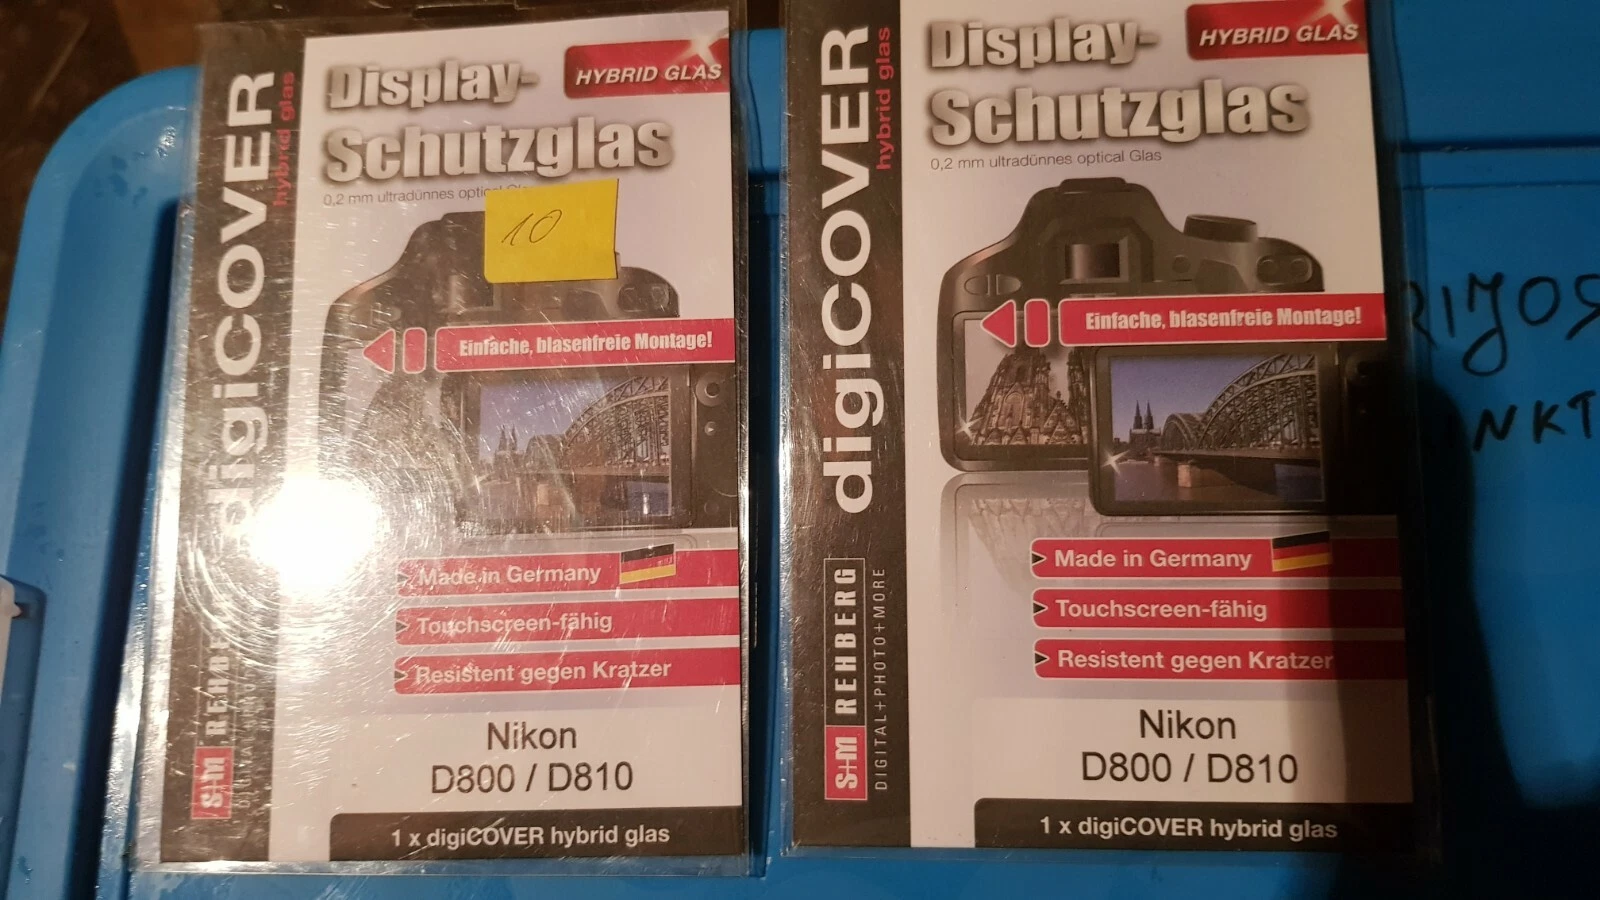 digiCOVER
hybrid glas
S+M REHBERG
HYBRID GLAS
Display-
Schutzglas
0,2 mm ultradünnes optical
10
Einfache, blasenfreie Montage!
Made in Germany
Touchscreen-fähig
Resistent gegen Kratzer
Nikon
D800 / D810
1 x digiCOVER hybrid glas
digiCOVER
hybrid glas
S+M REHBERG
DIGITAL+PHOTO+MORE
HYBRID GLAS
Display-
Schutzglas
0,2 mm ultradünnes optical Glas
Einfache, blasenfreie Montage!
Made in Germany
Touchscreen-fähig
Resistent gegen Kratzer
Nikon
D800 / D810
1 x digiCOVER hybrid glas